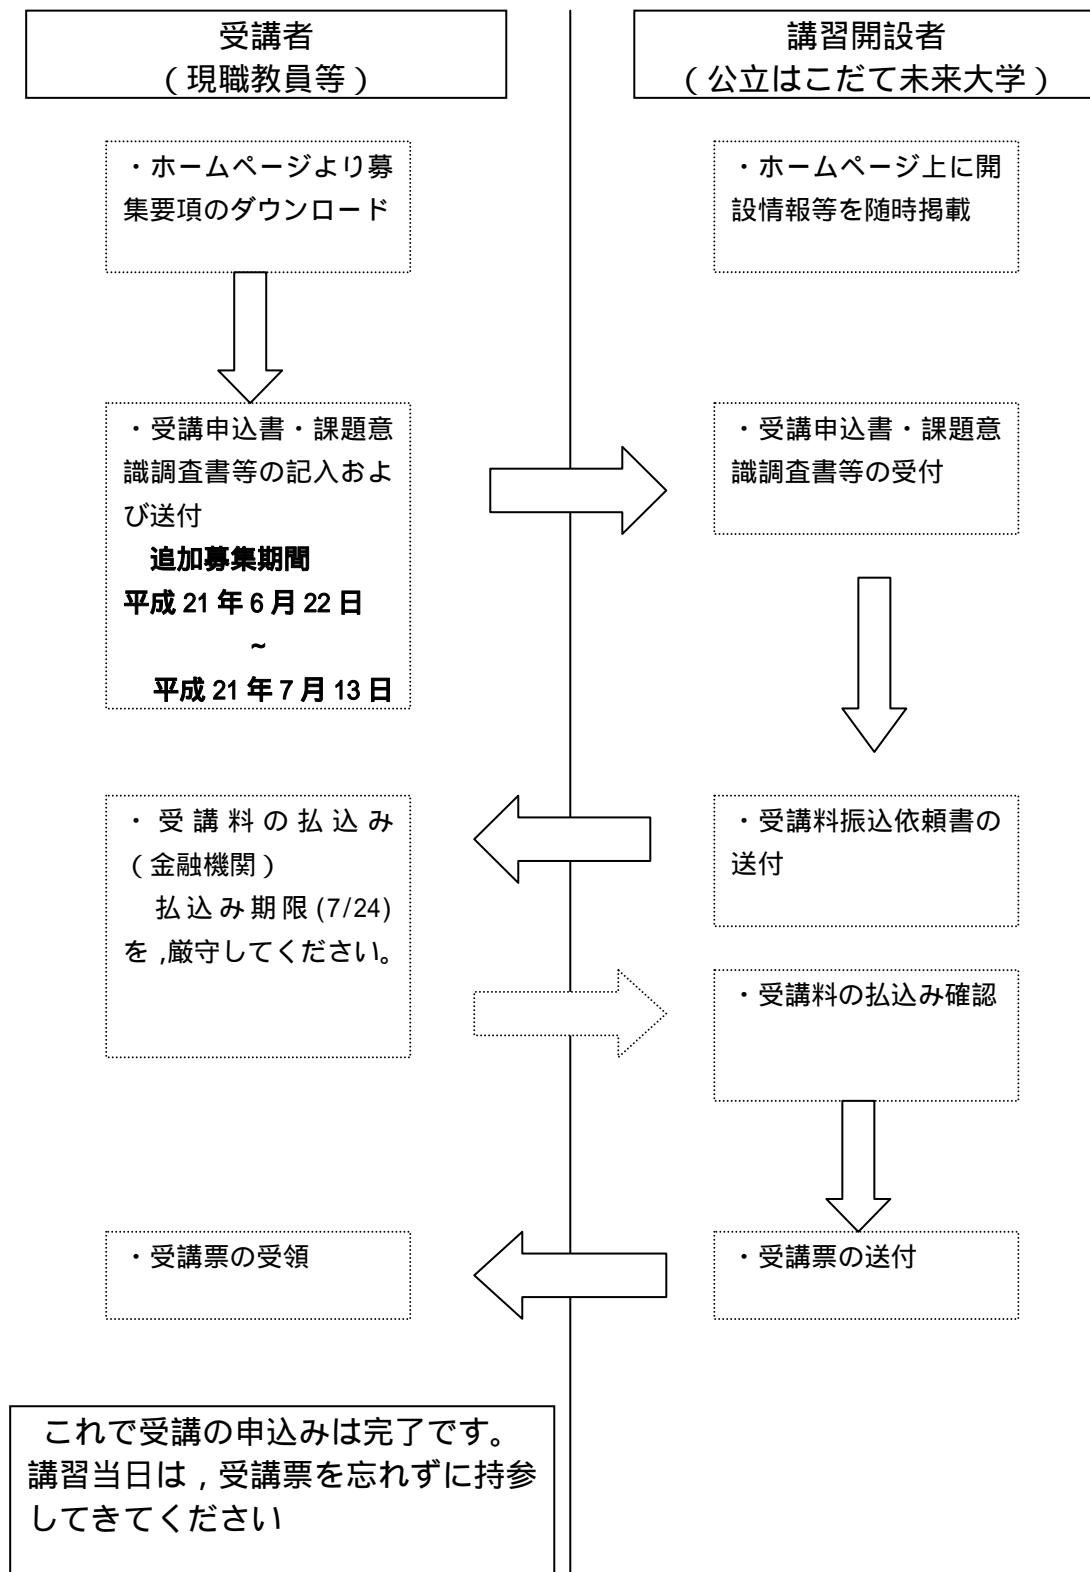 受講者
（現職教員等）
講習開設者
（公立はこだて未来大学）
・ホームページより募
集要項のダウンロード
・ホームページ上に開
設情報等を随時掲載
・受講申込書・課題意
識調査書等の記入およ
び送付
追加募集期間
平成 21 年 6 月 22 日
~
平成 21 年 7 月 13 日
・受講申込書・課題意
識調査書等の受付
・受講料の払込み
（金融機関）
払込み期限(7/24)
を,厳守してください。
・受講料振込依頼書の
送付
・受講料の払込み確認
・受講票の受領
・受講票の送付
これで受講の申込みは完了です。
講習当日は,受講票を忘れずに持参
してきてください